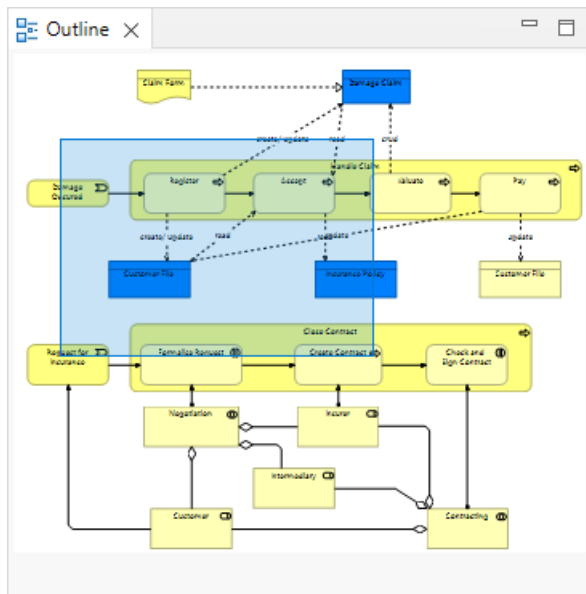 Outline
Claim Form
Damage Claim
create/ update
read
crud
Handle Claim
Damage
Occured
Register
Accept
Valuate
Pay
create/ update
read
update
update
Customer File
Insurance Policy
Customer File
Close Contract
Request for
Insurance
Formalise Request
Create Contract
Check and
Sign Contract
Negotiation
Insurer
Intermediary
Customer
Contracting